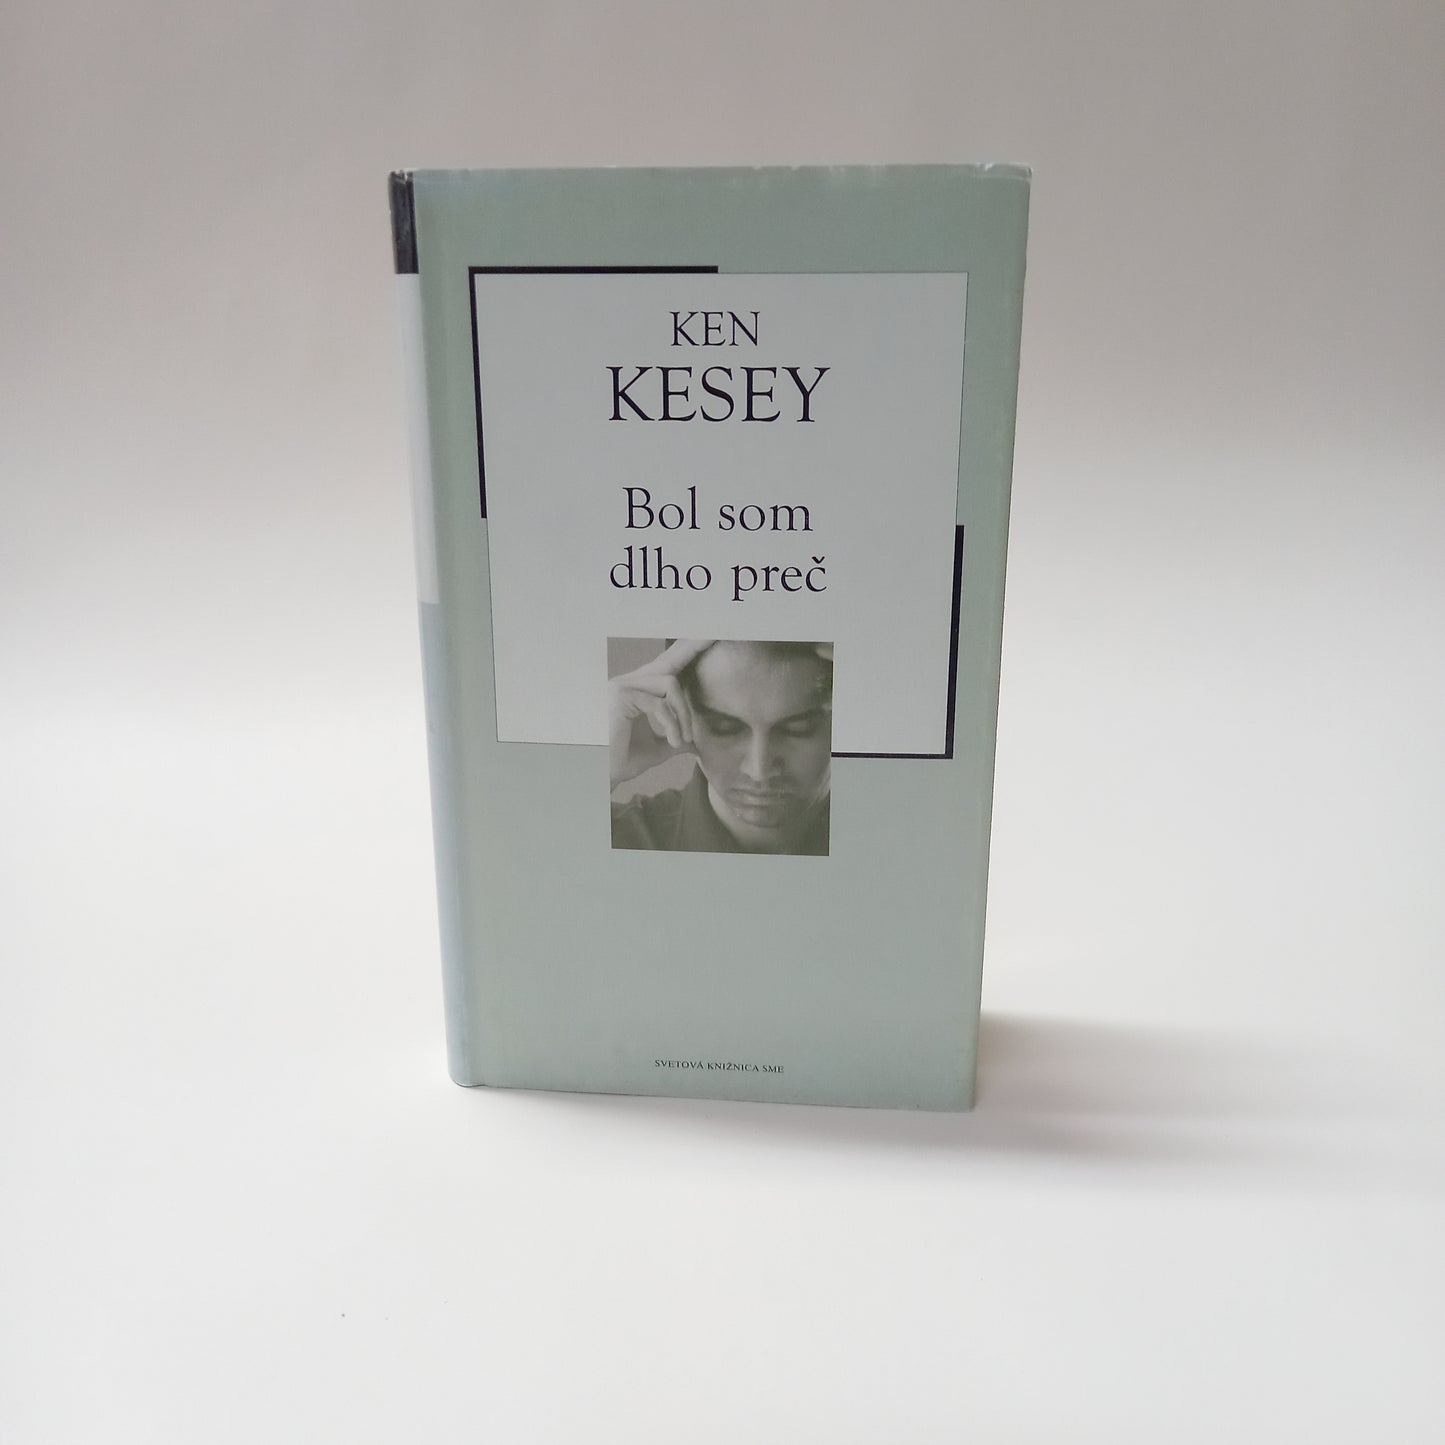 KEN
KESEY
Bol som
dlho preč
SVETOVÁ KNIŽNICA SME